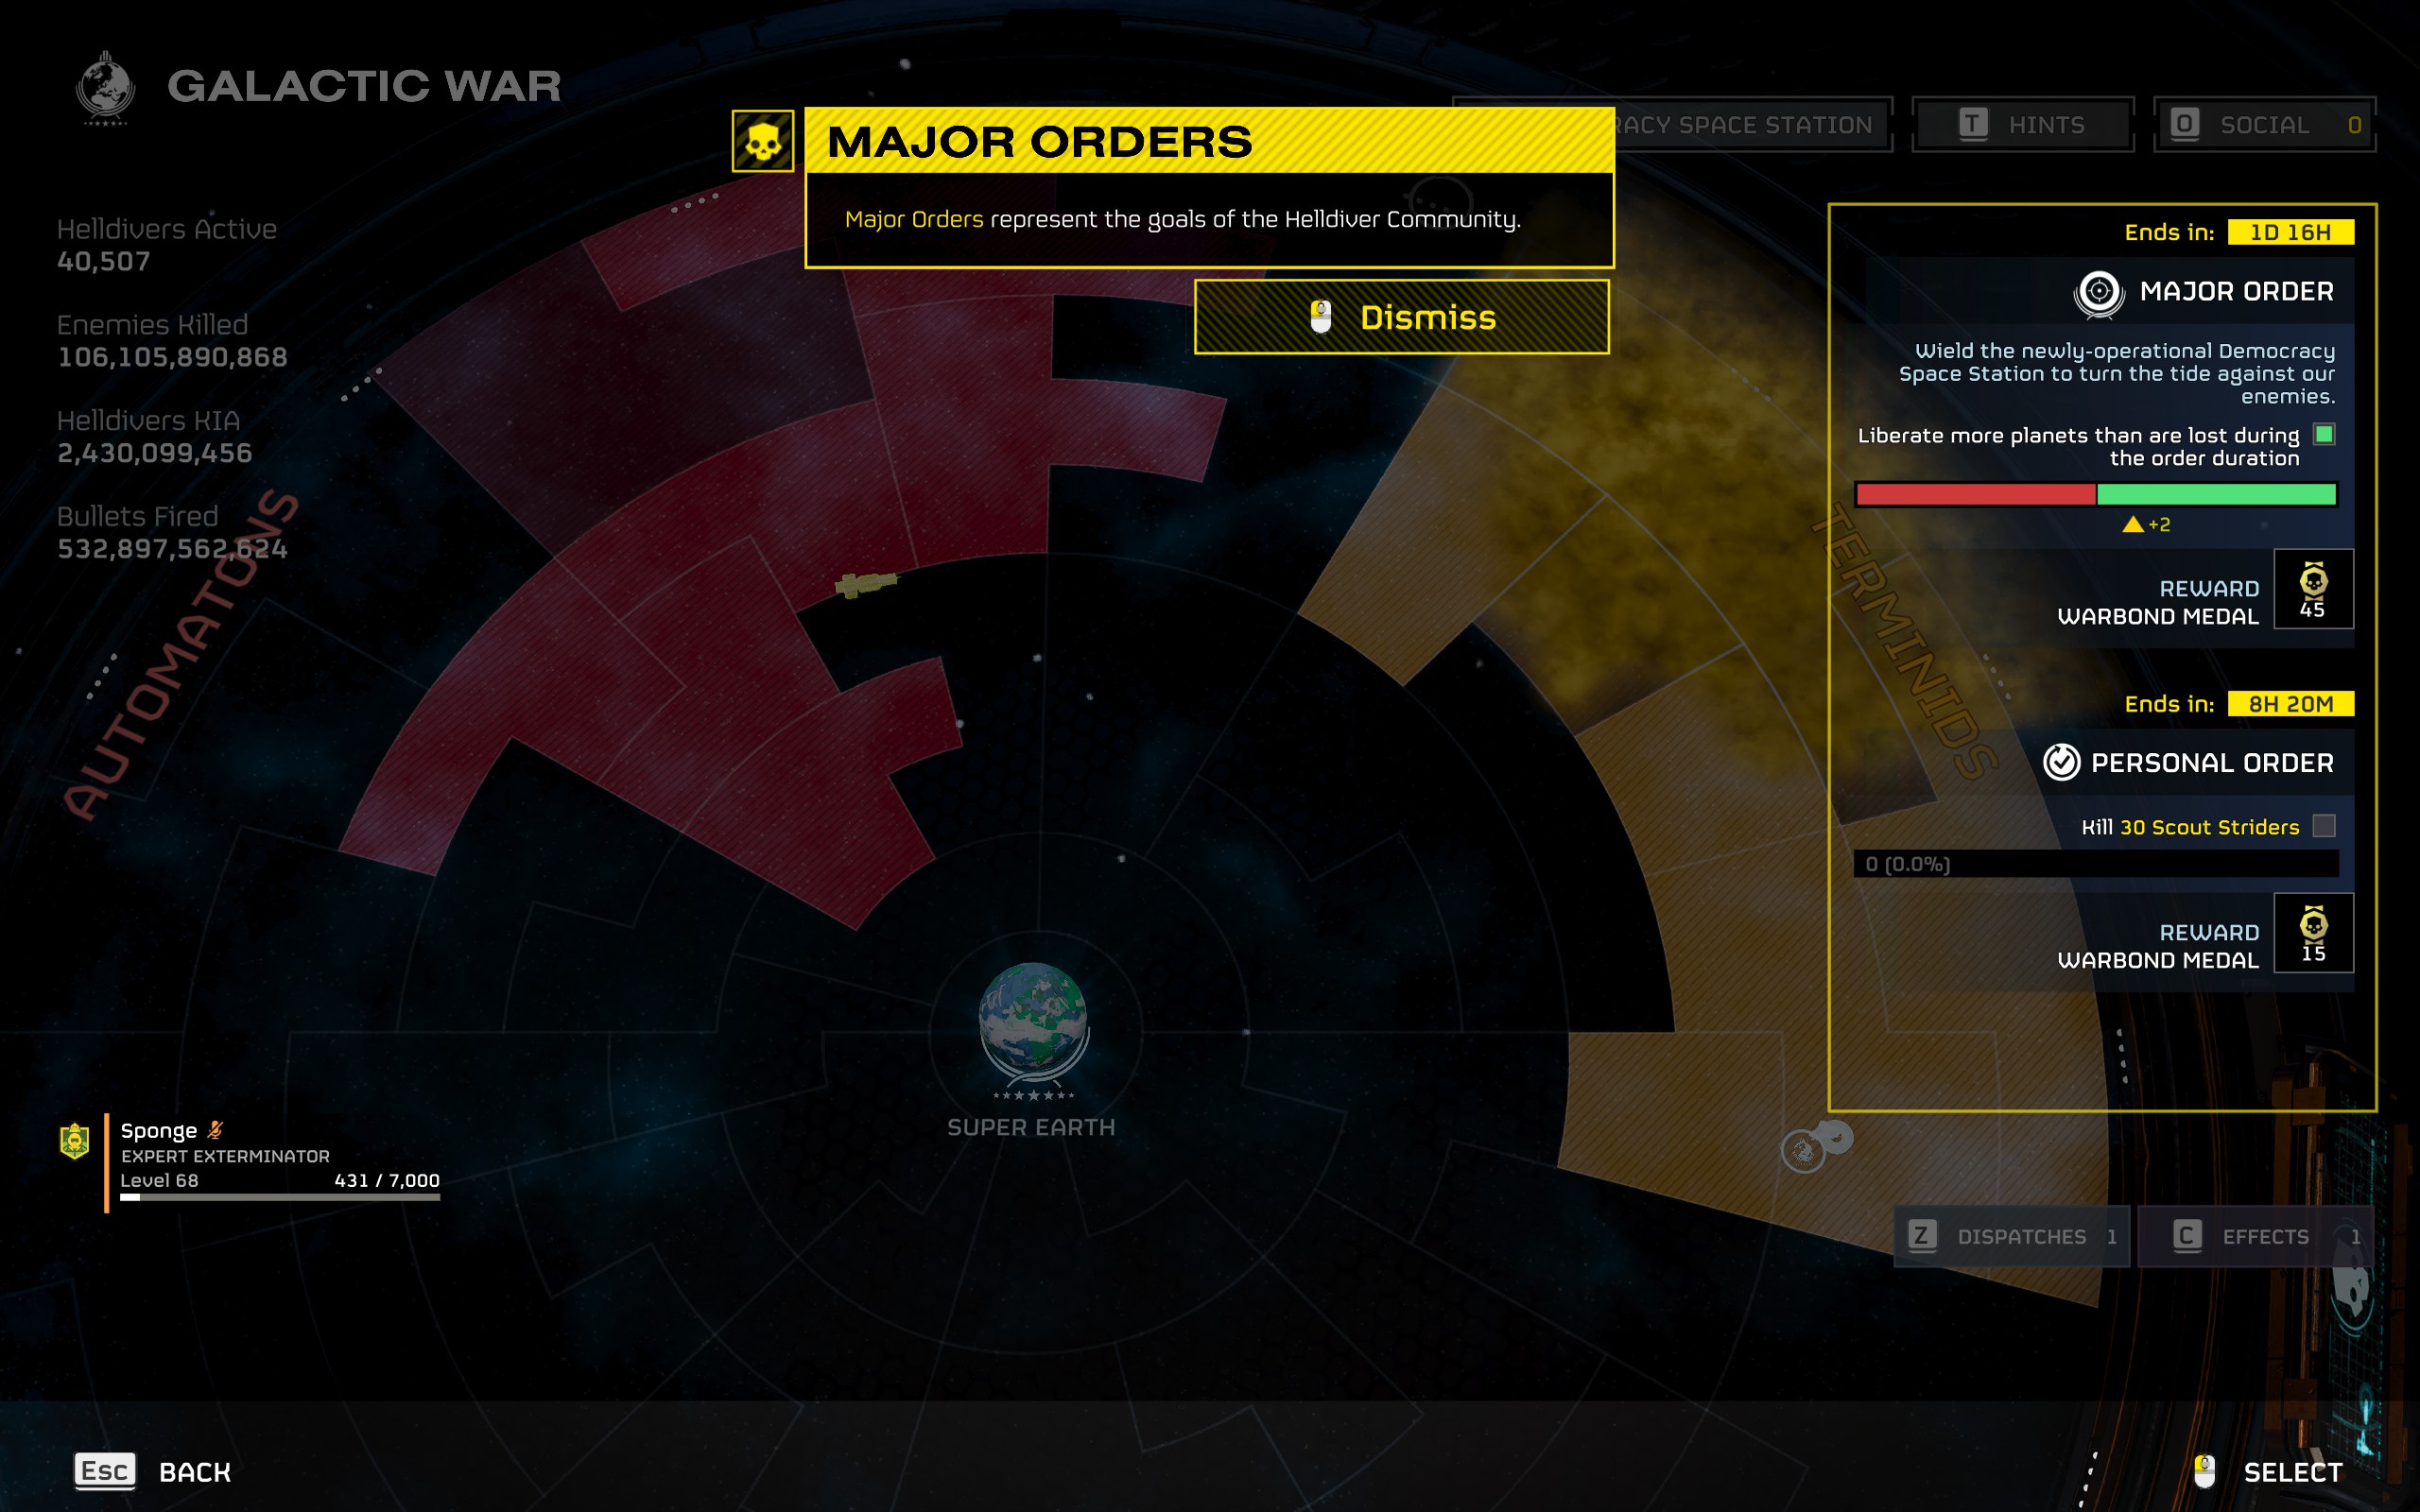 GALACTIC WAR
MAJOR ORDERS
Major Orders represent the goals of the Helldiver Community.
Dismiss
RACY SPACE STATION
T HINTS
O SOCIAL 0
Helldivers Active
40,507
Enemies Killed
106,105,890,868
Helldivers KIA
2,430,099,456
Bullets Fired
532,897,562,624
AUTOMATONS
TERMINIDS
Ends in: 1D 16H
MAJOR ORDER
Wield the newly-operational Democracy
Space Station to turn the tide against our
enemies.
Liberate more planets than are lost during
the order duration
+2
REWARD
WARBOND MEDAL
45
Ends in: 8H 20M
PERSONAL ORDER
Kill 30 Scout Striders
0 (0.0%)
REWARD
WARBOND MEDAL
15
SUPER EARTH
Sponge
EXPERT EXTERMINATOR
Level 68 431 / 7,000
Z DISPATCHES 1
C EFFECTS 1
Esc BACK
SELECT